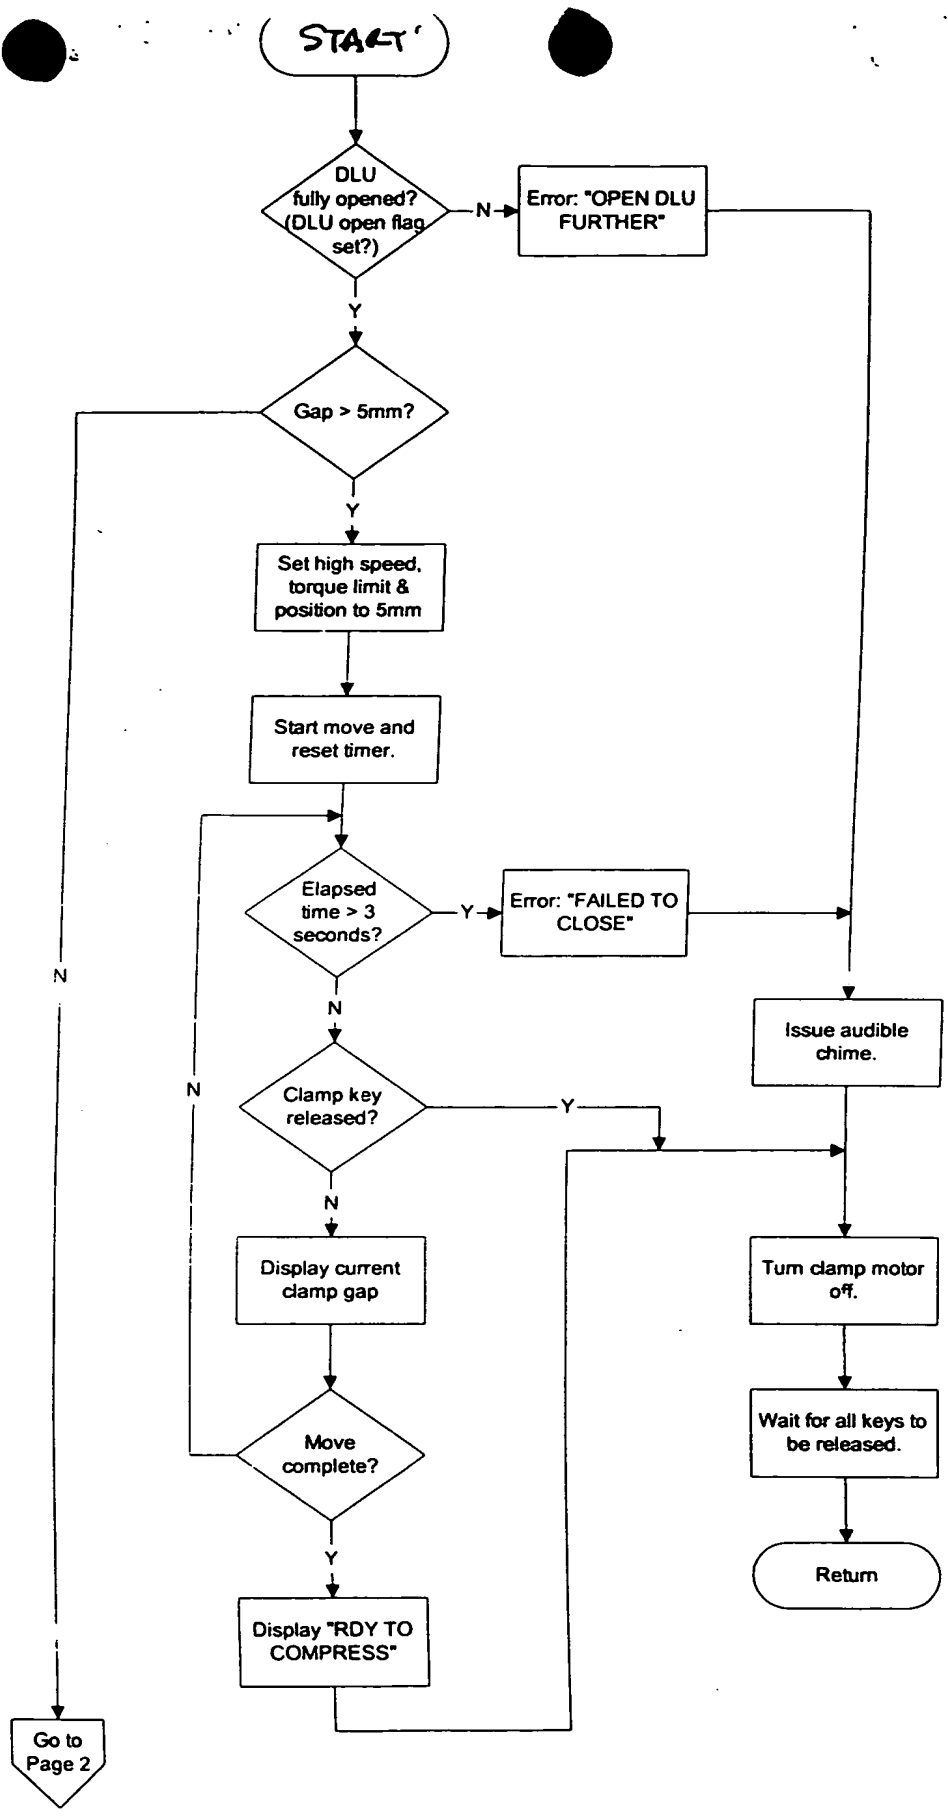 START
DLU
fully opened?
(DLU open flag
set?)
N
Error: "OPEN DLU
FURTHER"
Y
Gap > 5mm?
Y
Set high speed,
torque limit &
position to 5mm
Start move and
reset timer.
Elapsed
time > 3
seconds?
Y
Error: "FAILED TO
CLOSE"
N
N
Issue audible
chime.
N
Clamp key
released?
Y
N
Display current
clamp gap
Turn clamp motor
off.
Move
complete?
Wait for all keys to
be released.
Y
Return
Display "RDY TO
COMPRESS"
Go to
Page 2